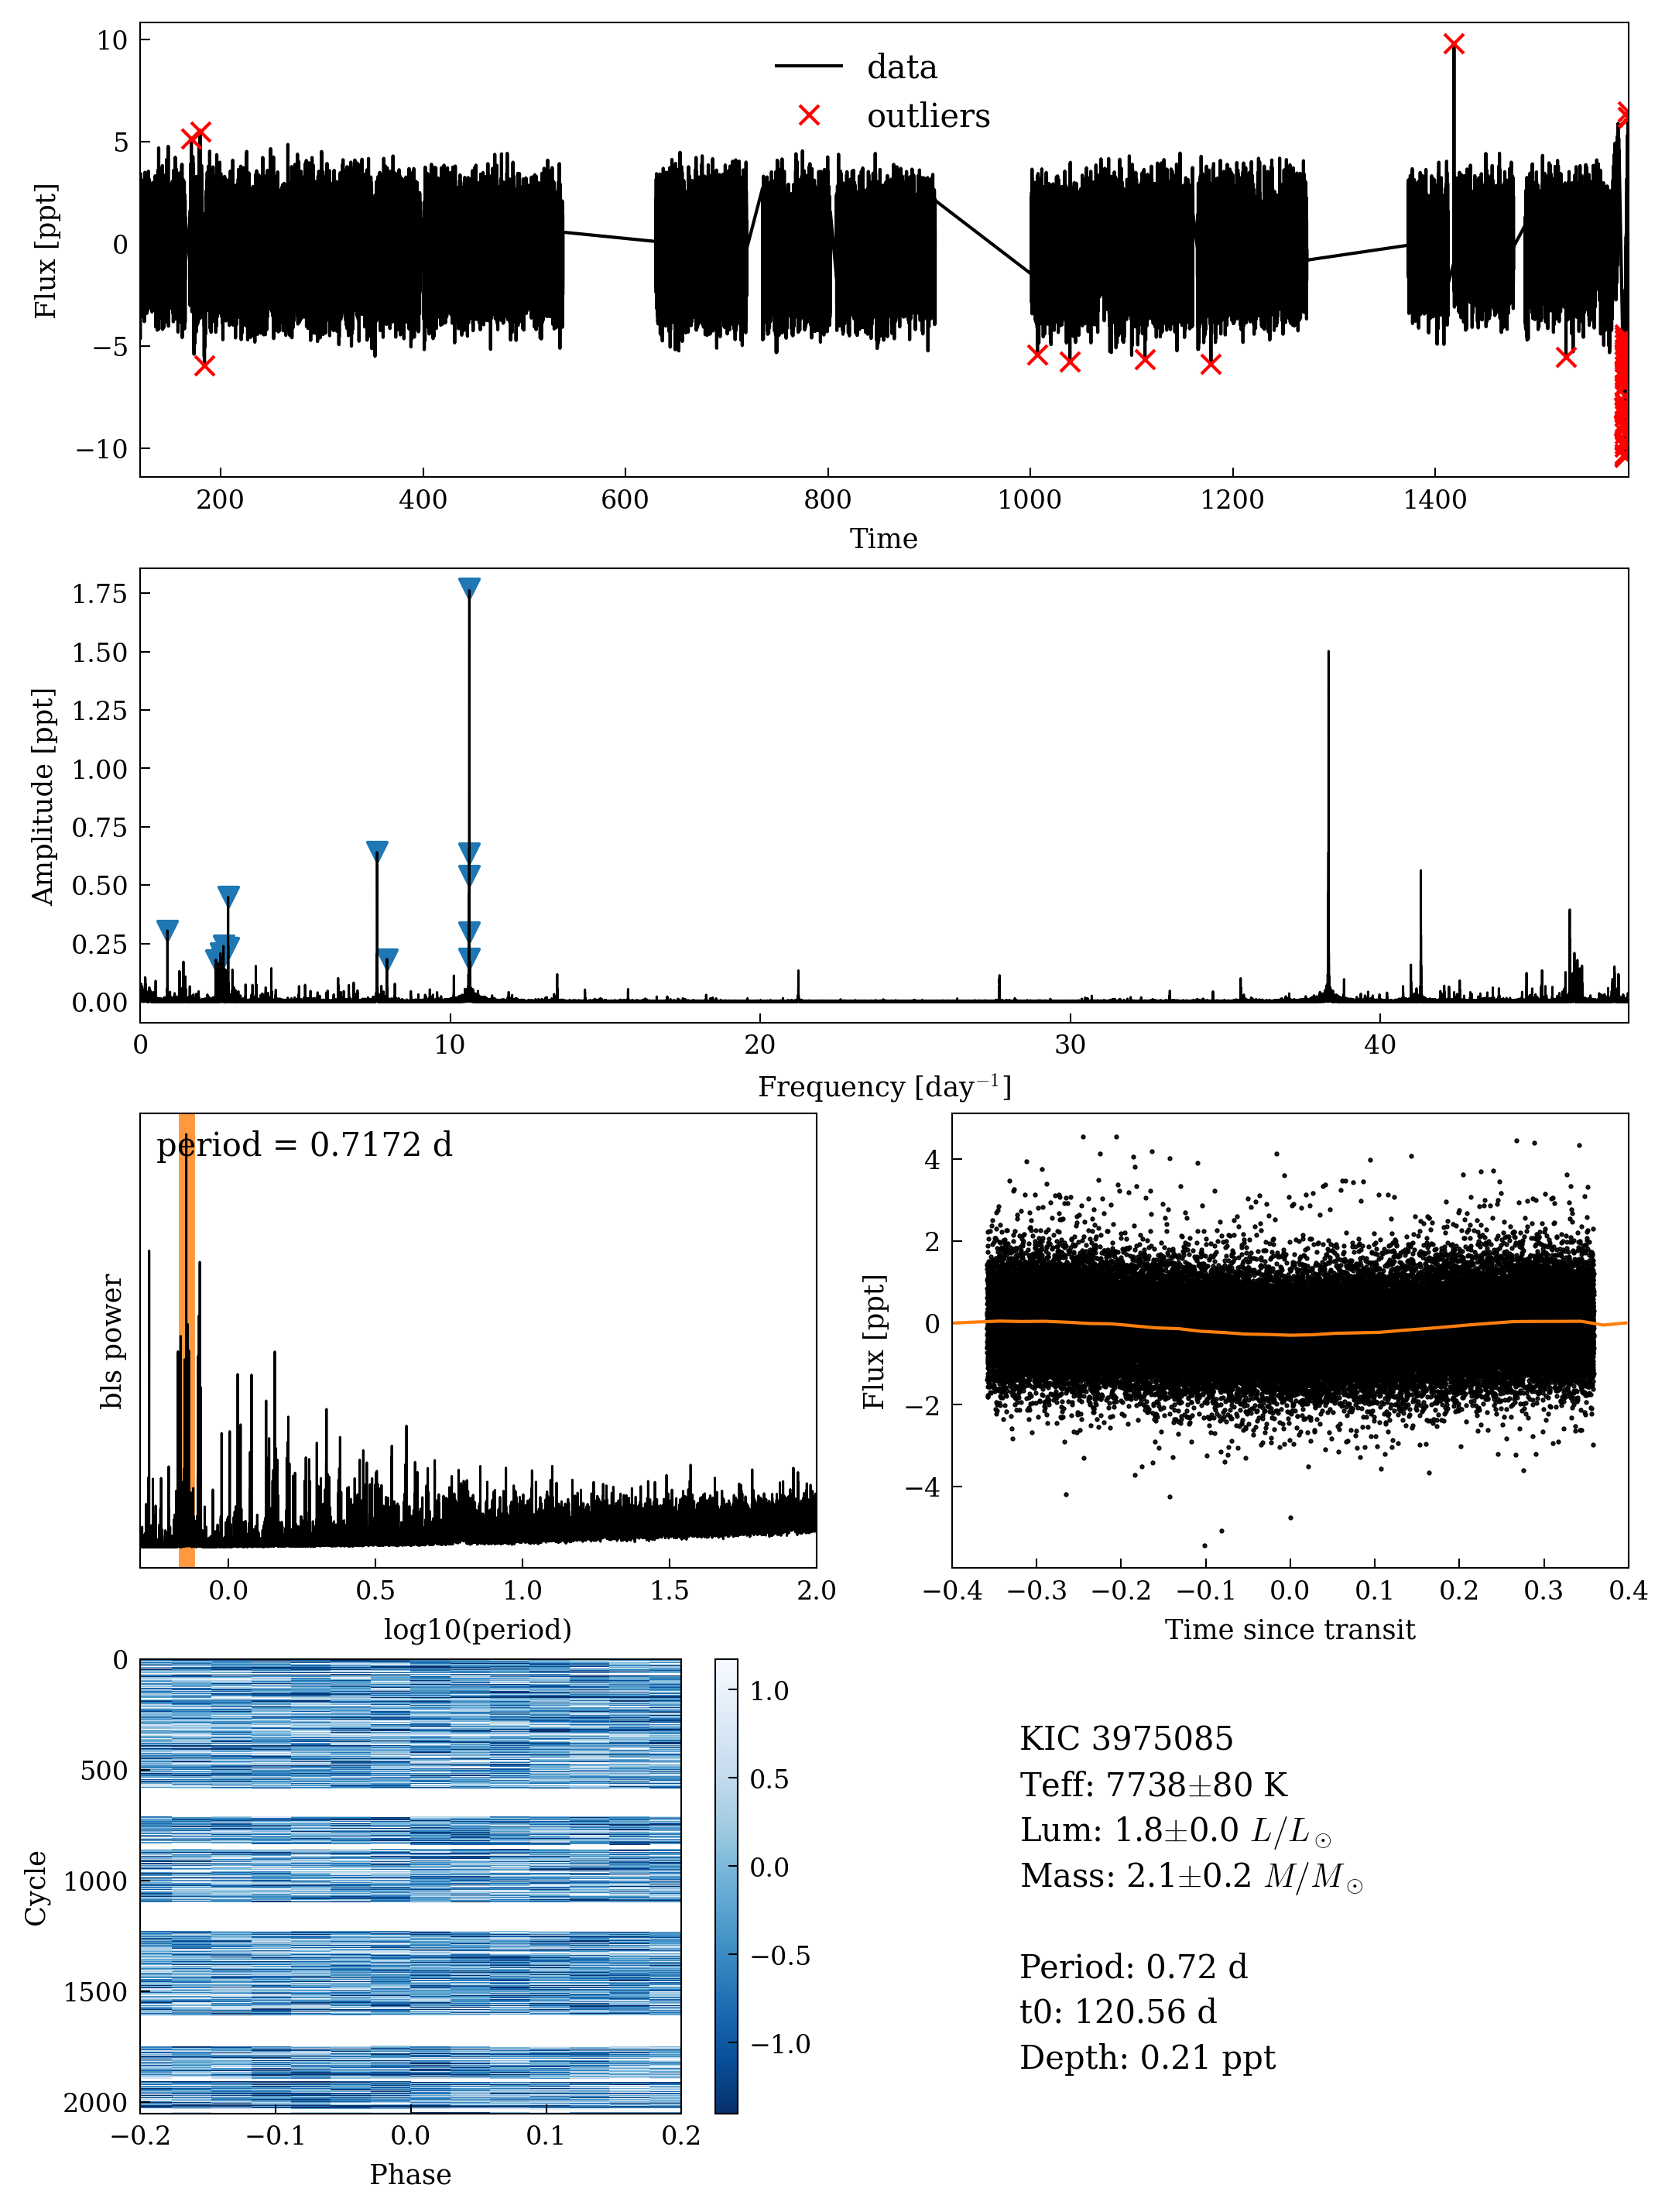 10
5
0
−5
−10
Flux [ppt]
data
outliers
200
400
600
800
1000
1200
1400
Time
1.75
1.50
1.25
1.00
0.75
0.50
0.25
0.00
Amplitude [ppt]
0
10
20
30
40
Frequency [day⁻¹]
period = 0.7172 d
bls power
0.0
0.5
1.0
1.5
2.0
log10(period)
4
2
0
−2
−4
Flux [ppt]
−0.4
−0.3
−0.2
−0.1
0.0
0.1
0.2
0.3
0.4
Time since transit
0
500
1000
1500
2000
Cycle
−0.2
−0.1
0.0
0.1
0.2
Phase
1.0
0.5
0.0
−0.5
−1.0
KIC 3975085
Teff: 7738±80 K
Lum: 1.8±0.0 L/L☉
Mass: 2.1±0.2 M/M☉
Period: 0.72 d
t0: 120.56 d
Depth: 0.21 ppt